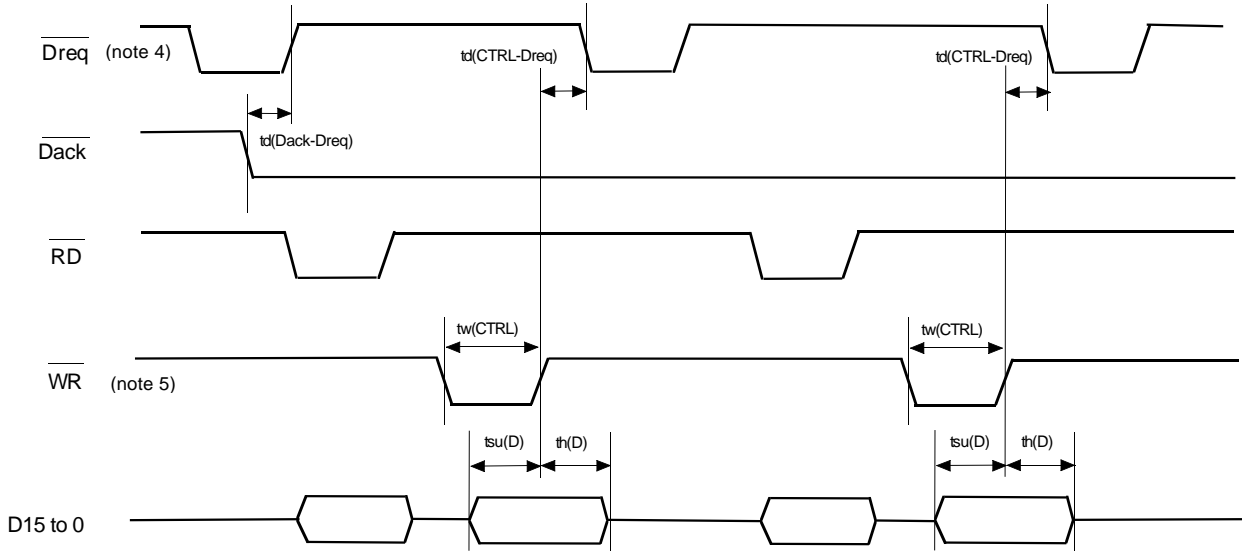 Dreq (note 4)
td(CTRL-Dreq)
td(CTRL-Dreq)
td(Dack-Dreq)
Dack
RD
tw(CTRL)
tw(CTRL)
WR (note 5)
tsu(D) th(D)
tsu(D) th(D)
D15 to 0